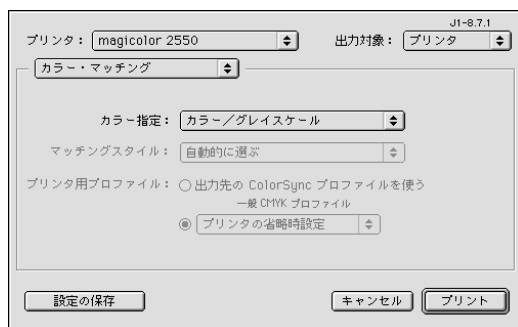 J1-8.7.1
プリンタ： magicolor 2550 出力対象： プリンタ
カラー・マッチング
カラー指定： カラー／グレイスケール
マッチングスタイル： 自動的に選ぶ
プリンタ用プロファイル： 出力先の ColorSync プロファイルを使う
一般 CMYK プロファイル
プリンタの省略時設定
設定の保存 キャンセル プリント